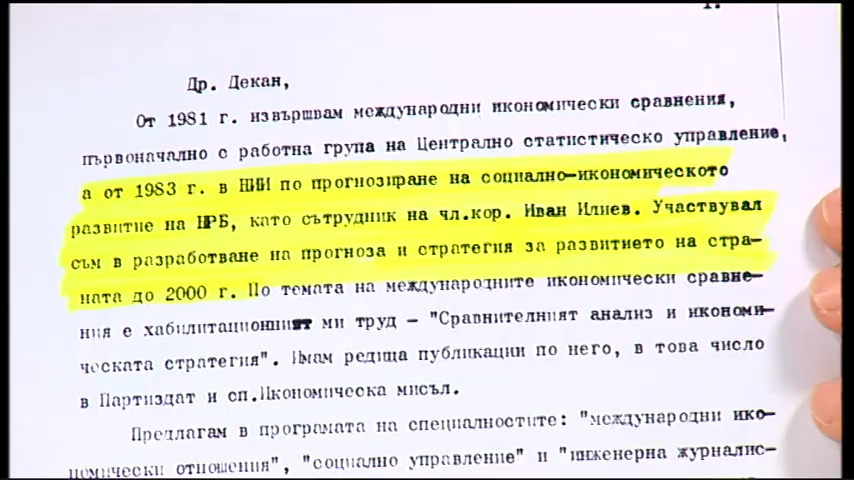 Др. Декан,
От 1981 г. извършвам международни икономически сравнения,
първоначално с работна група на Централно статистическо управление,
а от 1983 г. в НИИ по прогнозиране на социално-икономическото
развитие на НРБ, като сътрудник на чл.кор. Иван Илиев. Участвувал
съм в разработване на прогноза и стратегия за развитието на стра-
ната до 2000 г. По темата на международните икономически сравне-
ния е хабилитационният ми труд - "Сравнителният анализ и икономи-
ческата стратегия". Имам редица публикации по него, в това число
в Партиздат и сп.Икономическа мисъл.
Предлагам в програмата на специалностите: "международни ико-
номически отношения", "социално управление" и "инженерна журналис-